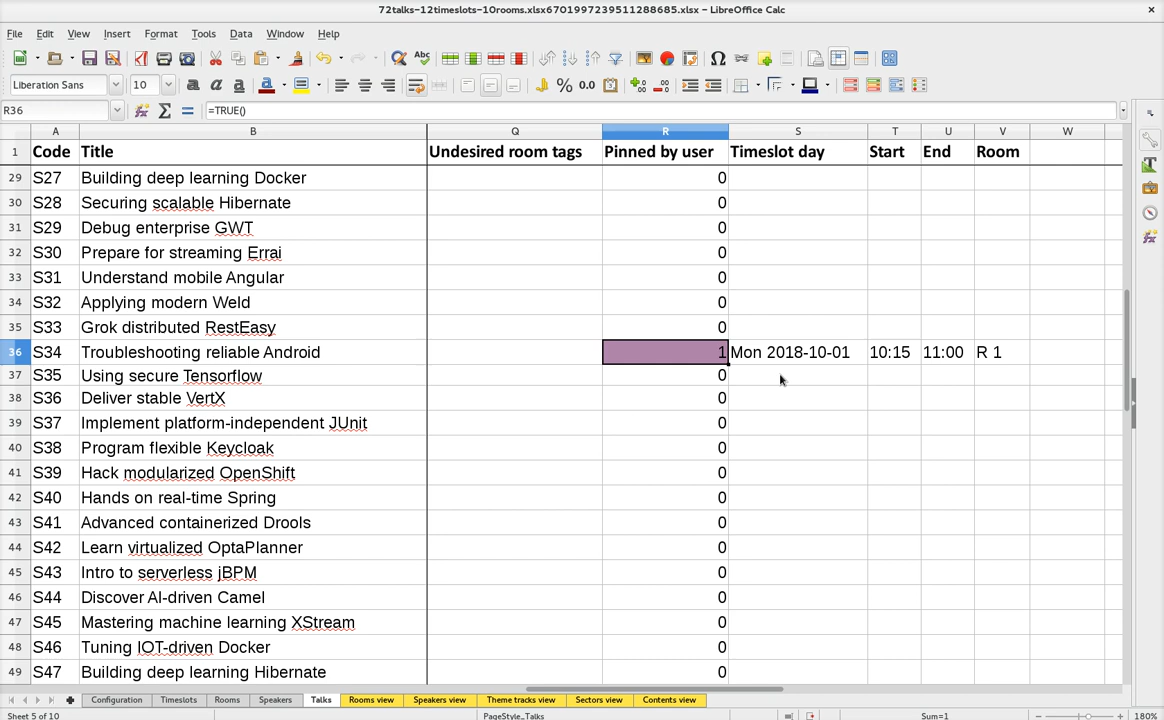 72talks-12timeslots-10rooms.xlsx6701997239511288685.xlsx – LibreOffice Calc
File Edit View Insert Format Tools Data Window Help
Liberation Sans 10
R36 =TRUE()
A B Q R S T U V W
1 Code Title Undesired room tags Pinned by user Timeslot day Start End Room
29 S27 Building deep learning Docker 0
30 S28 Securing scalable Hibernate 0
31 S29 Debug enterprise GWT 0
32 S30 Prepare for streaming Errai 0
33 S31 Understand mobile Angular 0
34 S32 Applying modern Weld 0
35 S33 Grok distributed RestEasy 0
36 S34 Troubleshooting reliable Android 1 Mon 2018-10-01 10:15 11:00 R 1
37 S35 Using secure Tensorflow 0
38 S36 Deliver stable VertX 0
39 S37 Implement platform-independent JUnit 0
40 S38 Program flexible Keycloak 0
41 S39 Hack modularized OpenShift 0
42 S40 Hands on real-time Spring 0
43 S41 Advanced containerized Drools 0
44 S42 Learn virtualized OptaPlanner 0
45 S43 Intro to serverless jBPM 0
46 S44 Discover AI-driven Camel 0
47 S45 Mastering machine learning XStream 0
48 S46 Tuning IOT-driven Docker 0
49 S47 Building deep learning Hibernate 0
Configuration Timeslots Rooms Speakers Talks Rooms view Speakers view Theme tracks view Sectors view Contents view
Sheet 5 of 10 PageStyle_Talks Sum=1 180%